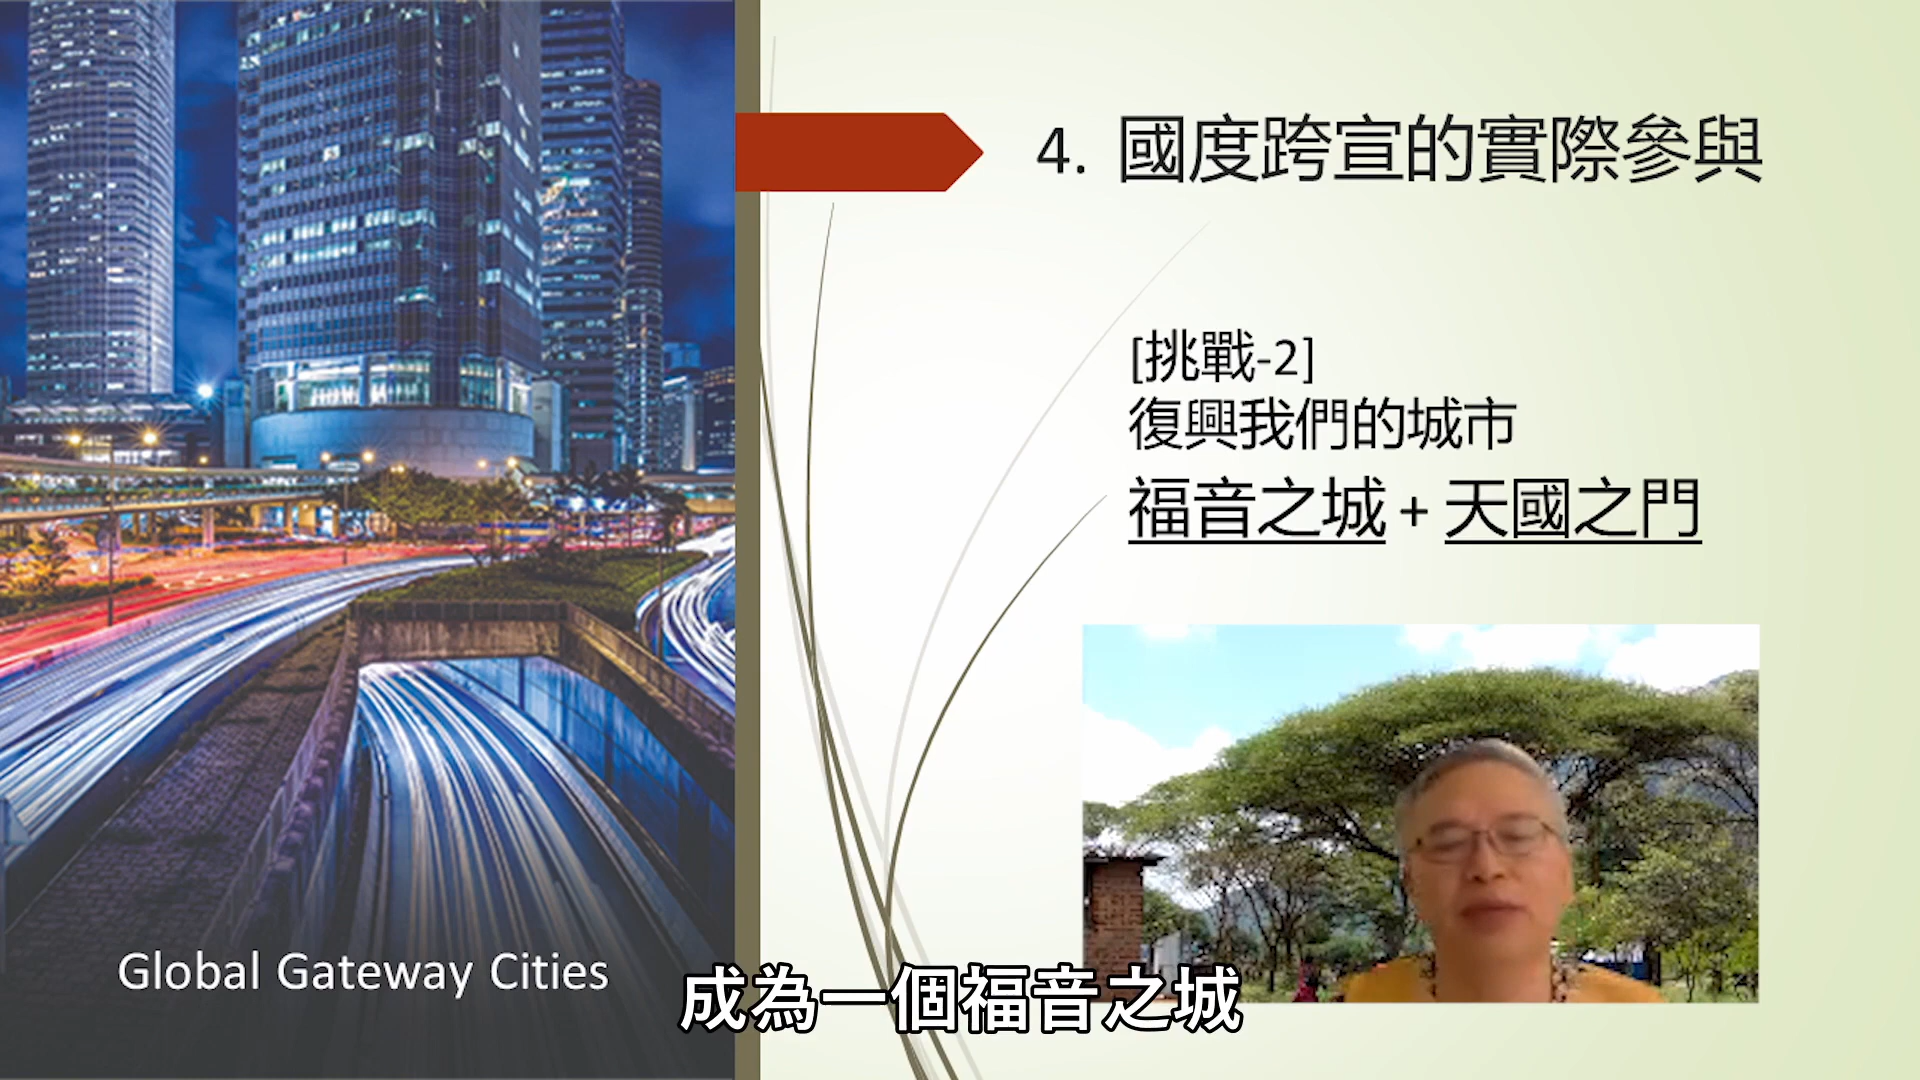 4. 國度跨宣的實際參與
[挑戰-2]
復興我們的城市
福音之城 + 天國之門
Global Gateway Cities
成為一個福音之城